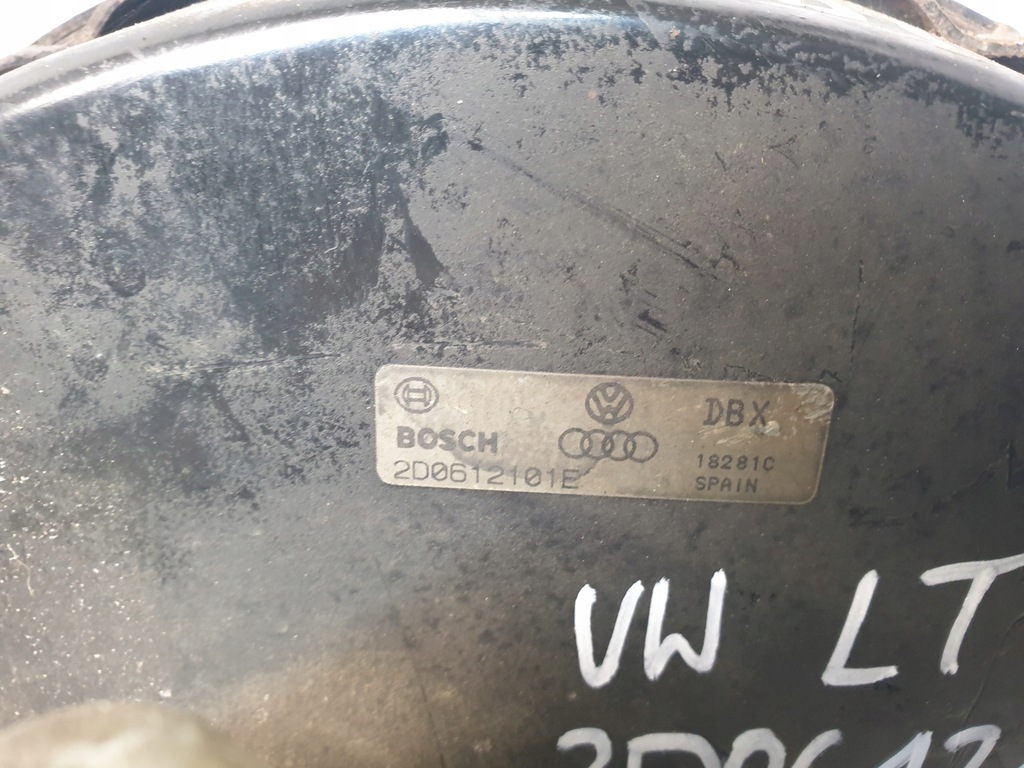 DBX
BOSCH
18281C
2D0612101E
SPAIN
VW LT